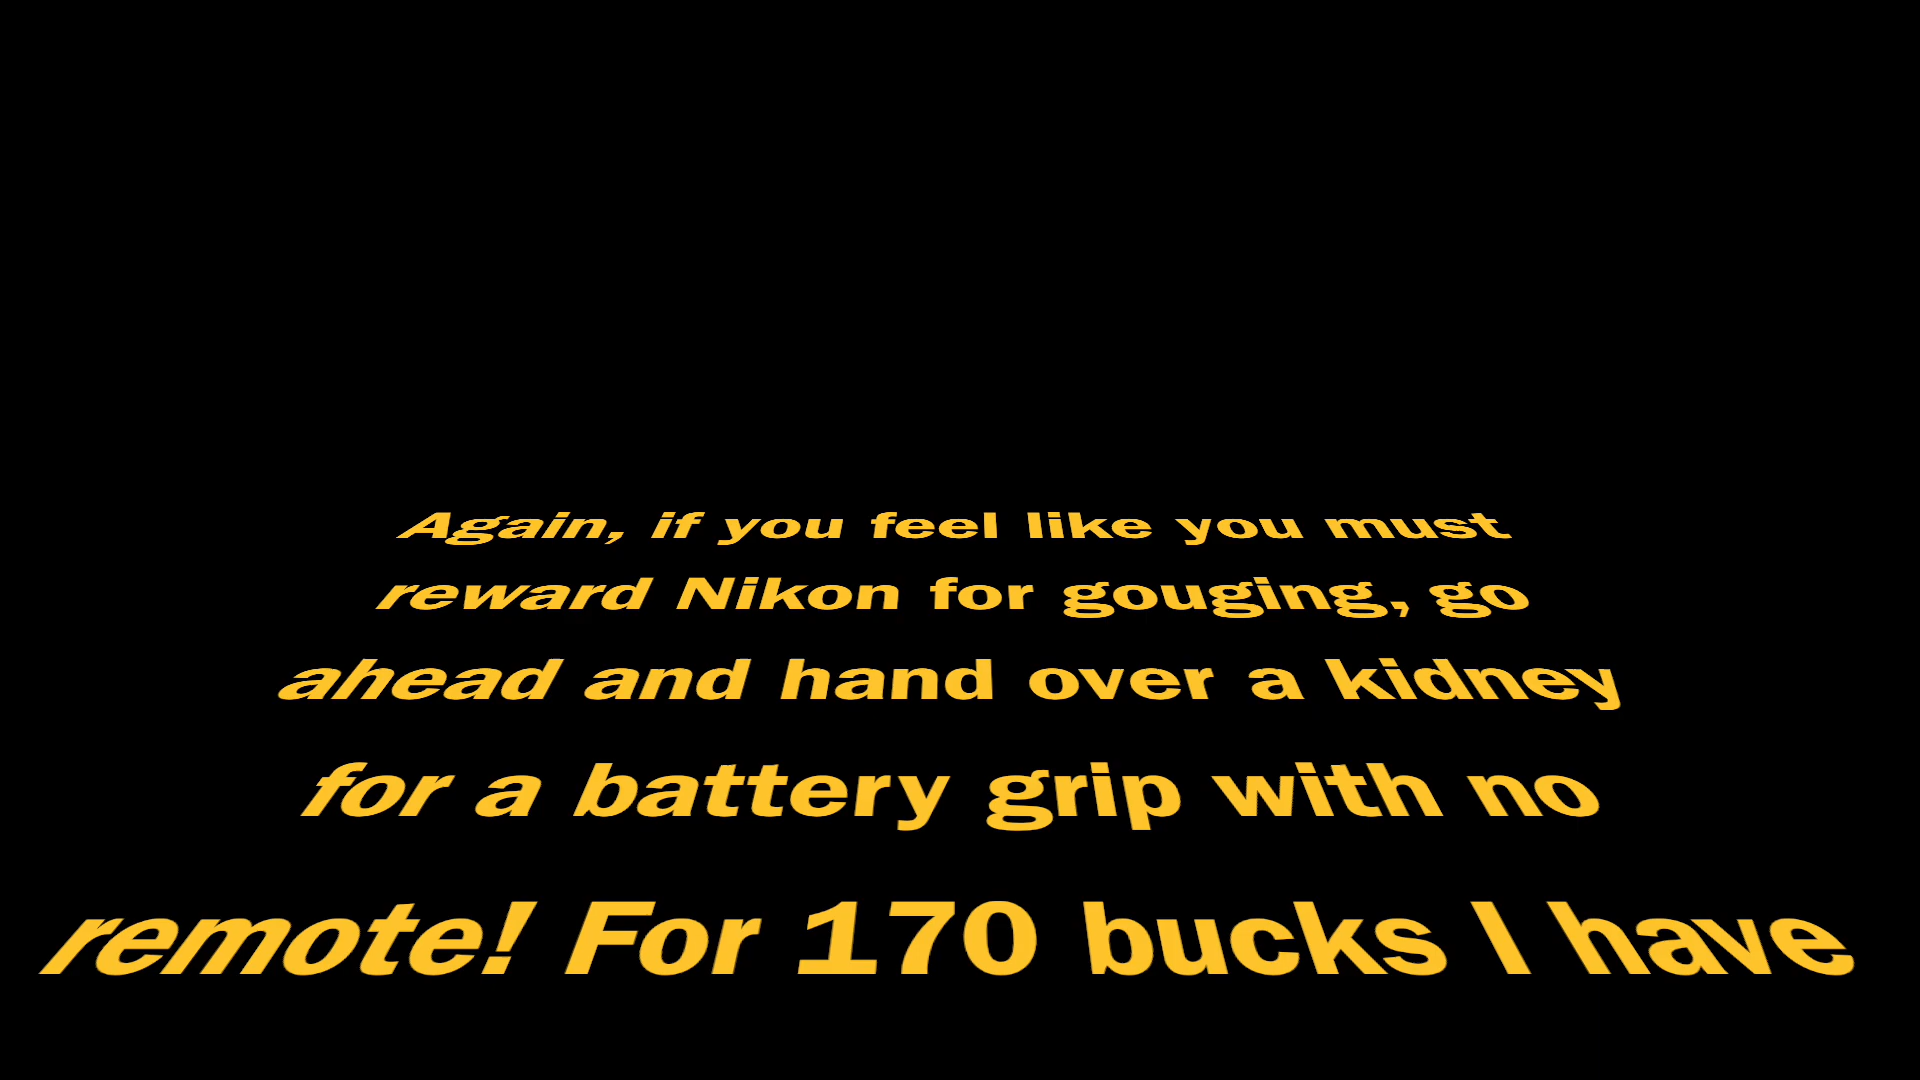 Again, if you feel like you must
reward Nikon for gouging, go
ahead and hand over a kidney
for a battery grip with no
remote! For 170 bucks I have